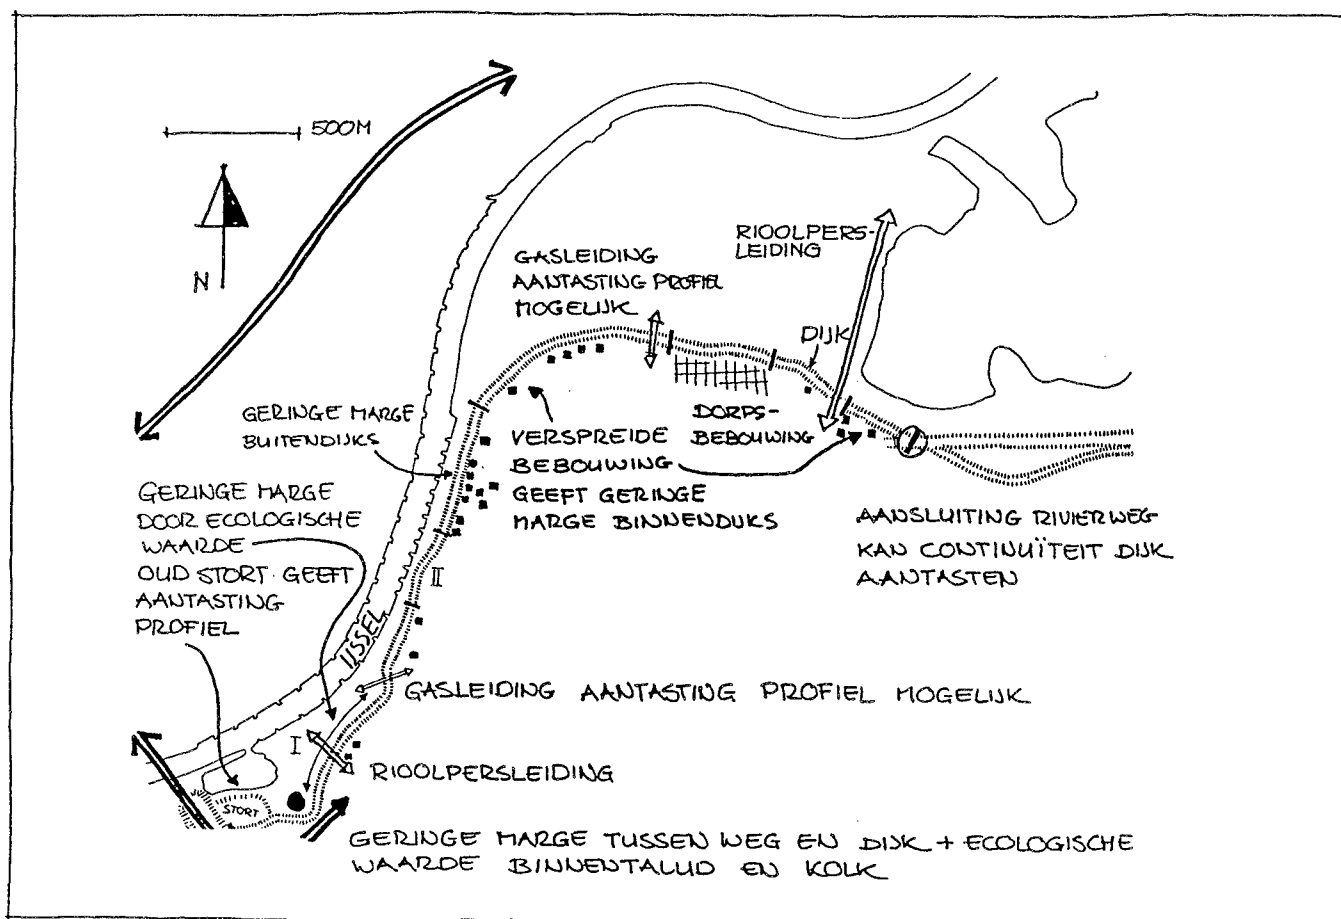 500M
N
RIOOLPERS-
LEIDING
GASLEIDING
AANTASTING PROFIEL
MOGELIJK
DIJK
GERINGE MARGE
BUITENDIJKS
DORPS-
BEBOUWING
VERSPREIDE
BEBOUWING
GEEFT GERINGE
MARGE BINNENDIJKS
GERINGE MARGE
DOOR ECOLOGISCHE
WAARDE
OUD STORT GEEFT
AANTASTING
PROFIEL
AANSLUITING RIVIERWEG
KAN CONTINUÏTEIT DIJK
AANTASTEN
II
IJSSEL
GASLEIDING AANTASTING PROFIEL MOGELIJK
I
RIOOLPERSLEIDING
STORT
GERINGE MARGE TUSSEN WEG EN DIJK + ECOLOGISCHE
WAARDE BINNENTALUD EN KOLK